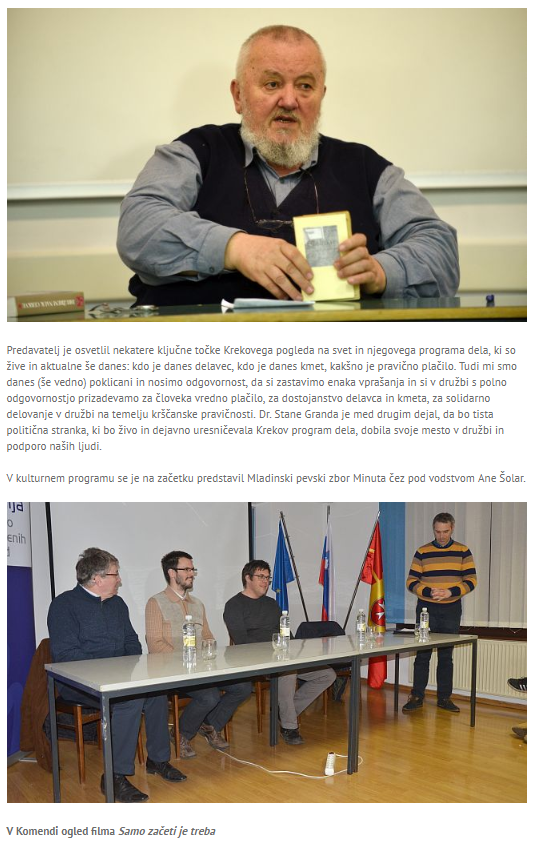 Predavatelj je osvetlil nekatere ključne točke Krekovega pogleda na svet in njegovega programa dela, ki so
žive in aktualne še danes: kdo je danes delavec, kdo je danes kmet, kakšno je pravično plačilo. Tudi mi smo
danes (še vedno) poklicani in nosimo odgovornost, da si zastavimo enaka vprašanja in si v družbi s polno
odgovornostjo prizadevamo za človeka vredno plačilo, za dostojanstvo delavca in kmeta, za solidarno
delovanje v družbi na temelju krščanske pravičnosti. Dr. Stane Granda je med drugim dejal, da bo tista
politična stranka, ki bo živo in dejavno uresničevala Krekov program dela, dobila svoje mesto v družbi in
podporo naših ljudi.
V kulturnem programu se je na začetku predstavil Mladinski pevski zbor Minuta čez pod vodstvom Ane Šolar.
V Komendi ogled filma Samo začeti je treba